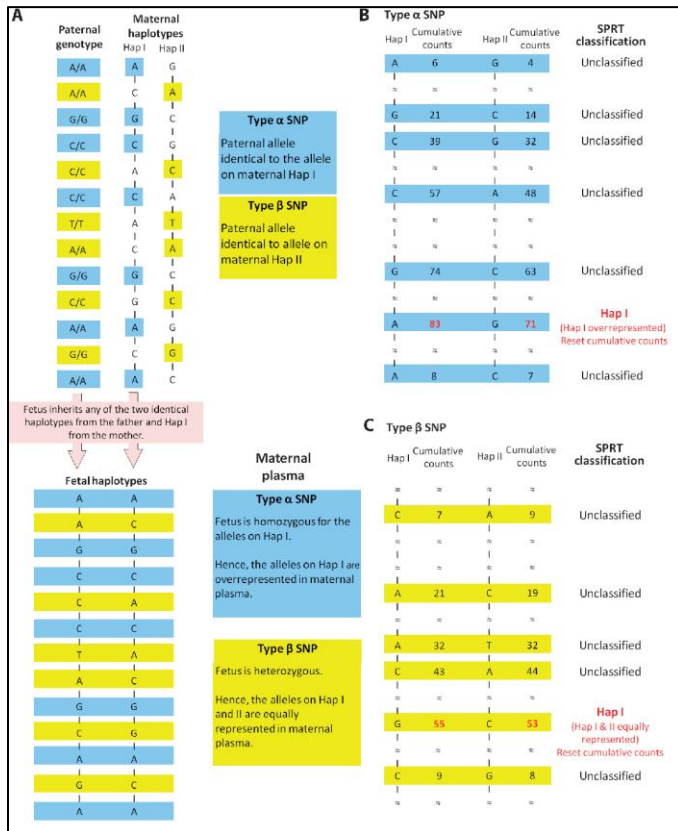 A
Paternal
genotype
Maternal
haplotypes
Hap I Hap II
A/A A G
A/A C A
G/G G C
C/C C G
C/C A C
C/C C A
T/T A T
A/A C A
G/G G C
C/C G C
A/A A G
G/G C G
A/A A C
Type α SNP
Paternal allele
identical to the allele
on maternal Hap I
Type β SNP
Paternal allele
identical to allele on
maternal Hap II
Fetus inherits any of the two identical
haplotypes from the father and Hap I
from the mother.
Fetal haplotypes
A A
A C
G G
C C
C A
C C
T A
A C
G G
C G
A A
G C
A A
Maternal
plasma
Type α SNP
Fetus is homozygous for the
alleles on Hap I.
Hence, the alleles on Hap I are
overrepresented in maternal
plasma.
Type β SNP
Fetus is heterozygous.
Hence, the alleles on Hap I
and II are equally
represented in maternal
plasma.
B Type α SNP
Hap I Cumulative counts Hap II Cumulative counts SPRT classification
A 6 G 4 Unclassified
≈ ≈ ≈ ≈
G 21 C 14 Unclassified
C 39 G 32 Unclassified
≈ ≈ ≈ ≈
C 57 A 48 Unclassified
≈ ≈ ≈ ≈
≈ ≈ ≈ ≈
G 74 C 63 Unclassified
≈ ≈ ≈ ≈
A 83 G 71 Hap I
(Hap I overrepresented)
Reset cumulative counts
≈ ≈ ≈ ≈
A 8 C 7 Unclassified
C Type β SNP
Hap I Cumulative counts Hap II Cumulative counts SPRT classification
≈ ≈ ≈ ≈
C 7 A 9 Unclassified
≈ ≈ ≈ ≈
≈ ≈ ≈ ≈
A 21 C 19 Unclassified
≈ ≈ ≈ ≈
A 32 T 32 Unclassified
C 43 A 44 Unclassified
≈ ≈ ≈ ≈
G 55 C 53 Hap I
(Hap I & II equally
represented)
Reset cumulative counts
≈ ≈ ≈ ≈
C 9 G 8 Unclassified
≈ ≈ ≈ ≈